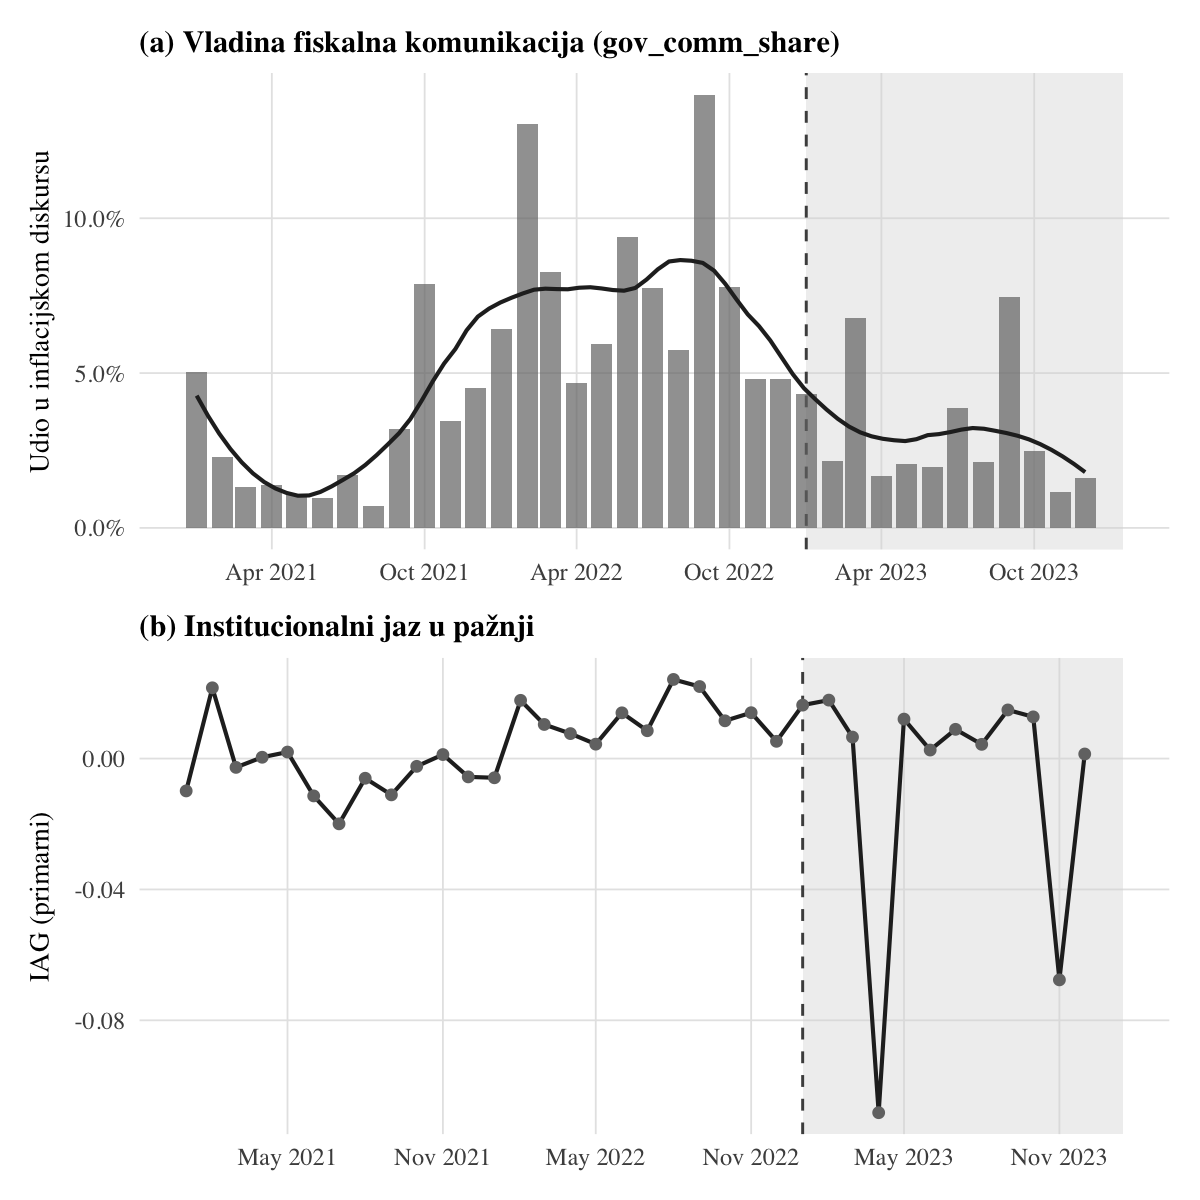 (a) Vladina fiskalna komunikacija (gov_comm_share)
Udio u inflacijskom diskursu
10.0%
5.0%
0.0%
Apr 2021 Oct 2021 Apr 2022 Oct 2022 Apr 2023 Oct 2023
(b) Institucionalni jaz u pažnji
IAG (primarni)
0.00
-0.04
-0.08
May 2021 Nov 2021 May 2022 Nov 2022 May 2023 Nov 2023